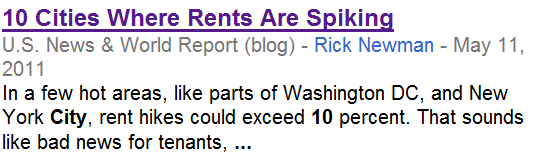 10 Cities Where Rents Are Spiking
U.S. News & World Report (blog) - Rick Newman - May 11,
2011
In a few hot areas, like parts of Washington DC, and New
York City, rent hikes could exceed 10 percent. That sounds
like bad news for tenants, ...